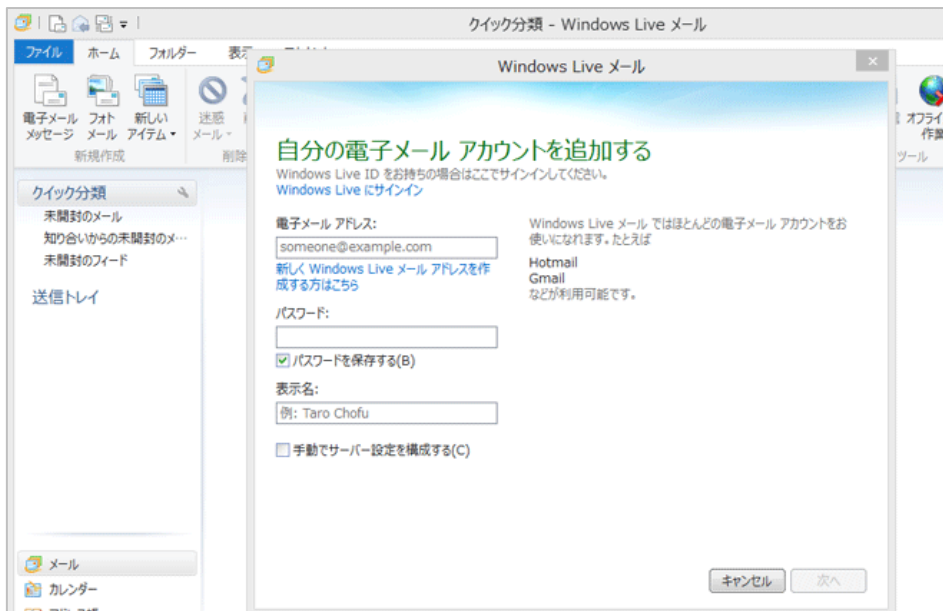 クイック分類 - Windows Live メール
ファイル
ホーム
フォルダー
電子メール
メッセージ
フォト
メール
新しい
アイテム
迷惑
メール
新規作成
削除
オフライ
作業
ツール
クイック分類
未開封のメール
知り合いからの未開封のメ…
未開封のフィード
送信トレイ
メール
カレンダー
Windows Live メール
自分の電子メール アカウントを追加する
Windows Live ID をお持ちの場合はここでサインインしてください。
Windows Live にサインイン
電子メール アドレス:
someone@example.com
新しく Windows Live メール アドレスを作
成する方はこちら
パスワード:
パスワードを保存する(B)
表示名:
例: Taro Chofu
手動でサーバー設定を構成する(C)
Windows Live メール ではほとんどの電子メール アカウントをお
使いになれます。たとえば
Hotmail
Gmail
などが利用可能です。
キャンセル
次へ